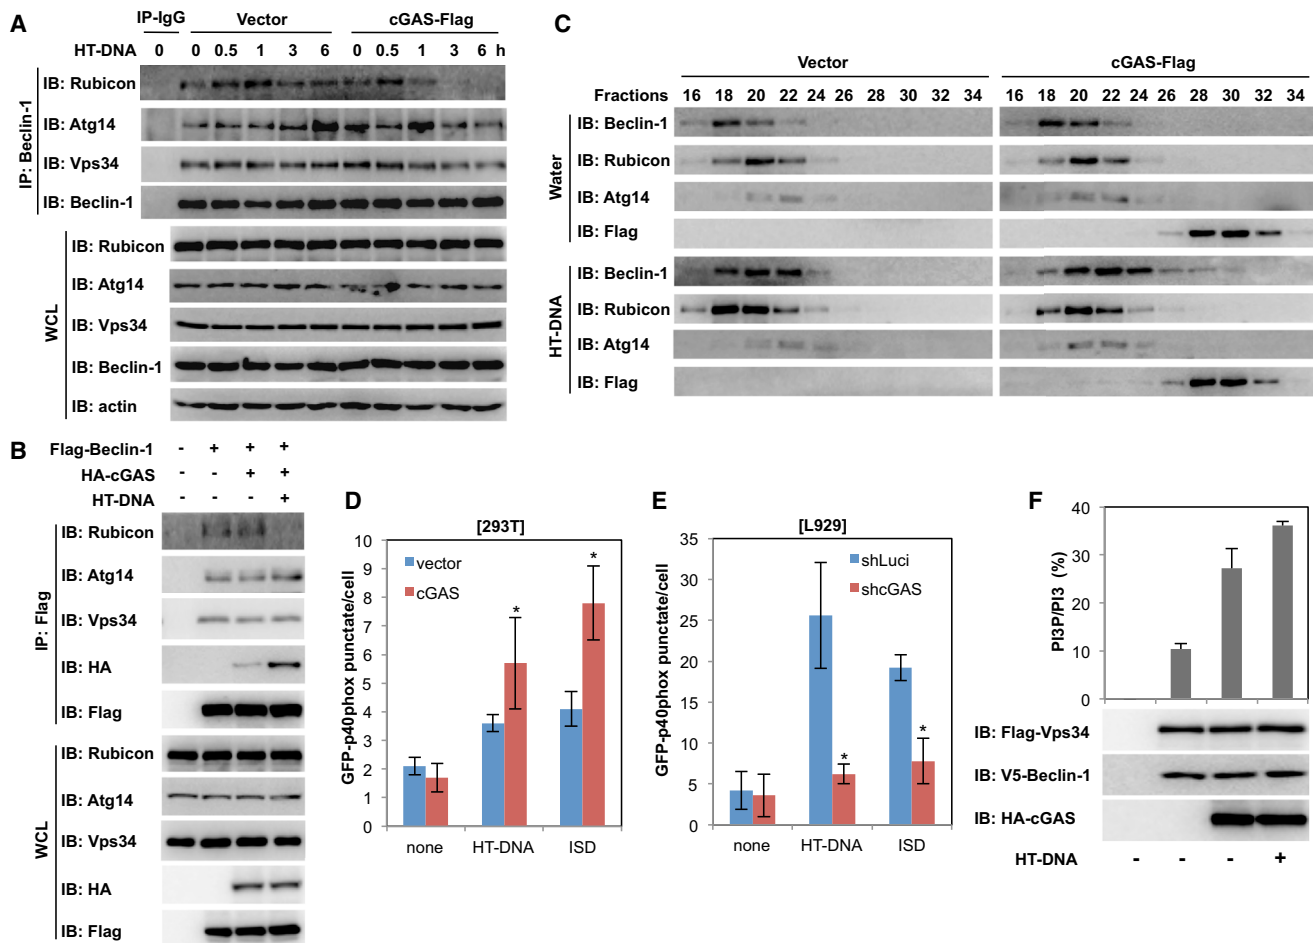 A
IP-IgG Vector cGAS-Flag
HT-DNA 0 0 0.5 1 3 6 0 0.5 1 3 6 h
IP: Beclin-1
IB: Rubicon
IB: Atg14
IB: Vps34
IB: Beclin-1
WCL
IB: Rubicon
IB: Atg14
IB: Vps34
IB: Beclin-1
IB: actin
B
Flag-Beclin-1 - + + +
HA-cGAS - - + +
HT-DNA - - - +
IP: Flag
IB: Rubicon
IB: Atg14
IB: Vps34
IB: HA
IB: Flag
WCL
IB: Rubicon
IB: Atg14
IB: Vps34
IB: HA
IB: Flag
C
Vector cGAS-Flag
Fractions 16 18 20 22 24 26 28 30 32 34 16 18 20 22 24 26 28 30 32 34
Water
IB: Beclin-1
IB: Rubicon
IB: Atg14
IB: Flag
HT-DNA
IB: Beclin-1
IB: Rubicon
IB: Atg14
IB: Flag
D
[293T]
GFP-p40phox punctate/cell
10
9
8
7
6
5
4
3
2
1
0
vector
cGAS
* *
none HT-DNA ISD
E
[L929]
GFP-p40phox punctate/cell
35
30
25
20
15
10
5
0
shLuci
shcGAS
* *
none HT-DNA ISD
F
PI3P/PI3 (%)
40
30
20
10
0
IB: Flag-Vps34
IB: V5-Beclin-1
IB: HA-cGAS
HT-DNA - - - +